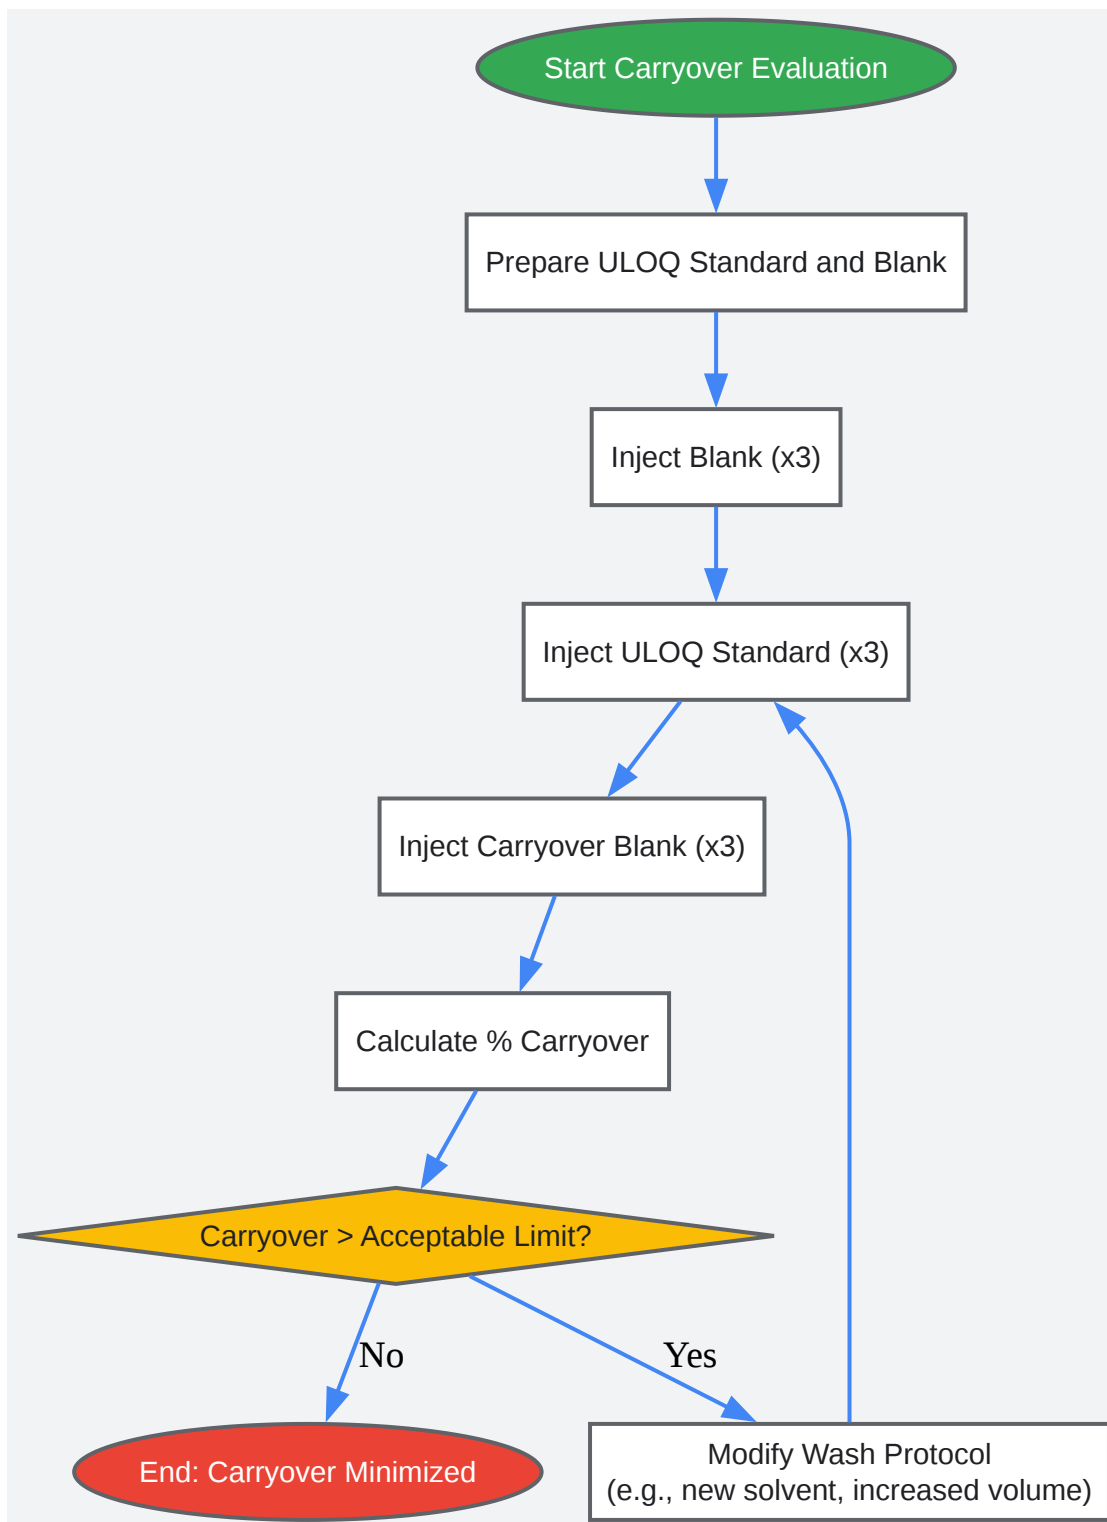 Start Carryover Evaluation
Prepare ULOQ Standard and Blank
Inject Blank (x3)
Inject ULOQ Standard (x3)
Inject Carryover Blank (x3)
Calculate % Carryover
Carryover > Acceptable Limit?
No
Yes
End: Carryover Minimized
Modify Wash Protocol
(e.g., new solvent, increased volume)